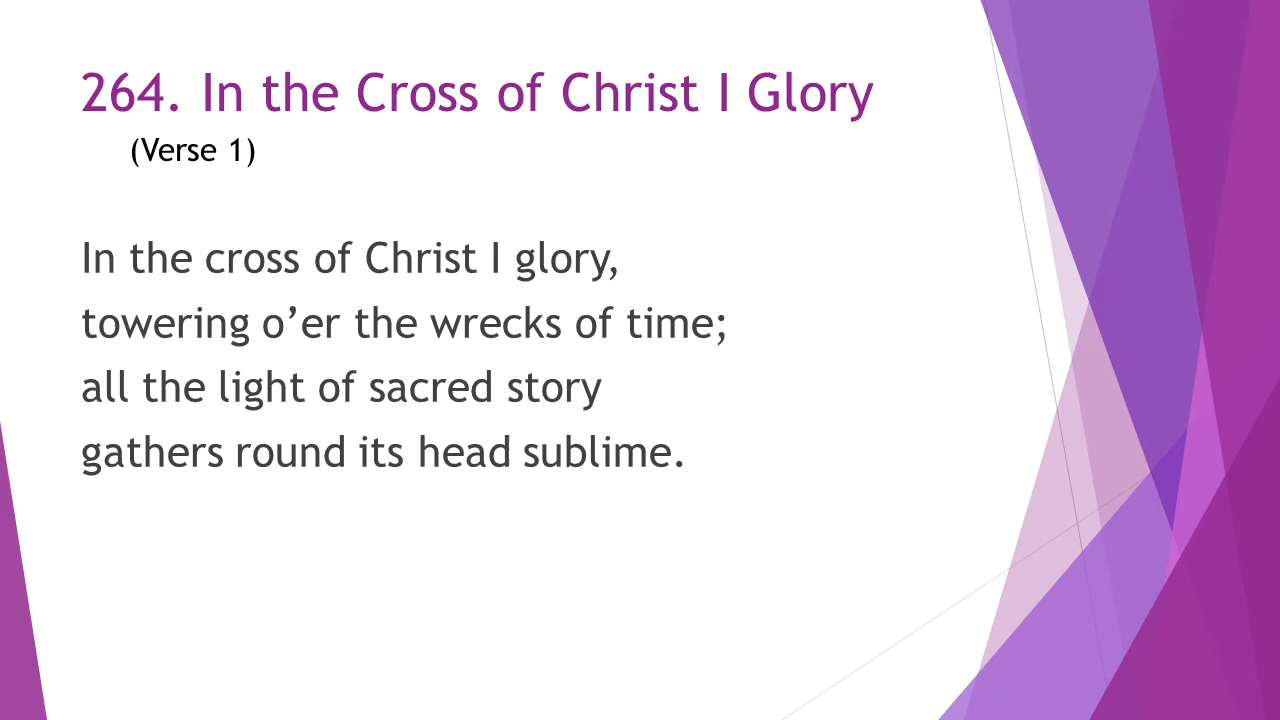 264. In the Cross of Christ I Glory
(Verse 1)
In the cross of Christ I glory,
towering o’er the wrecks of time;
all the light of sacred story
gathers round its head sublime.